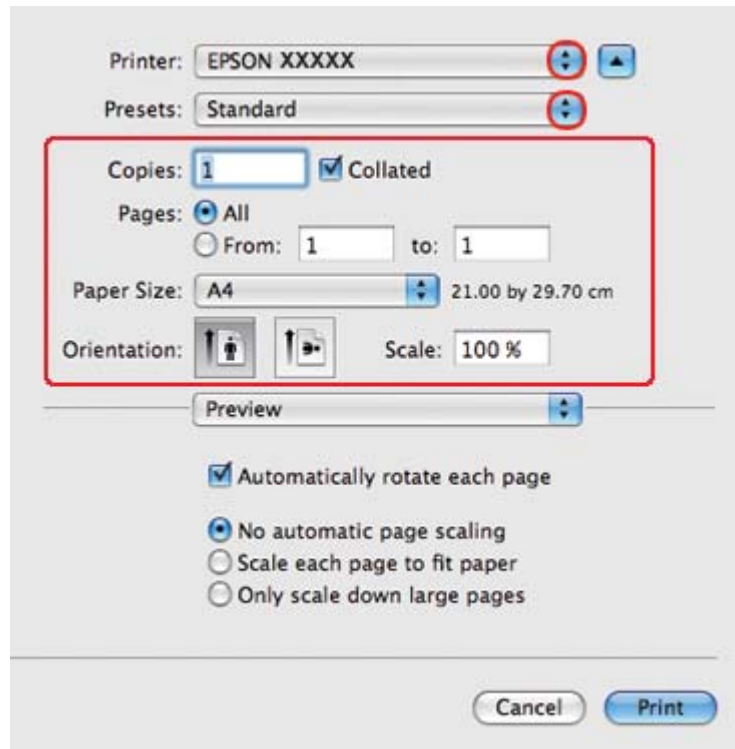 Printer: EPSON XXXXX
Presets: Standard
Copies: 1 Collated
Pages: All
From: 1 to: 1
Paper Size: A4 21.00 by 29.70 cm
Orientation: Scale: 100 %
Preview
Automatically rotate each page
No automatic page scaling
Scale each page to fit paper
Only scale down large pages
Cancel Print